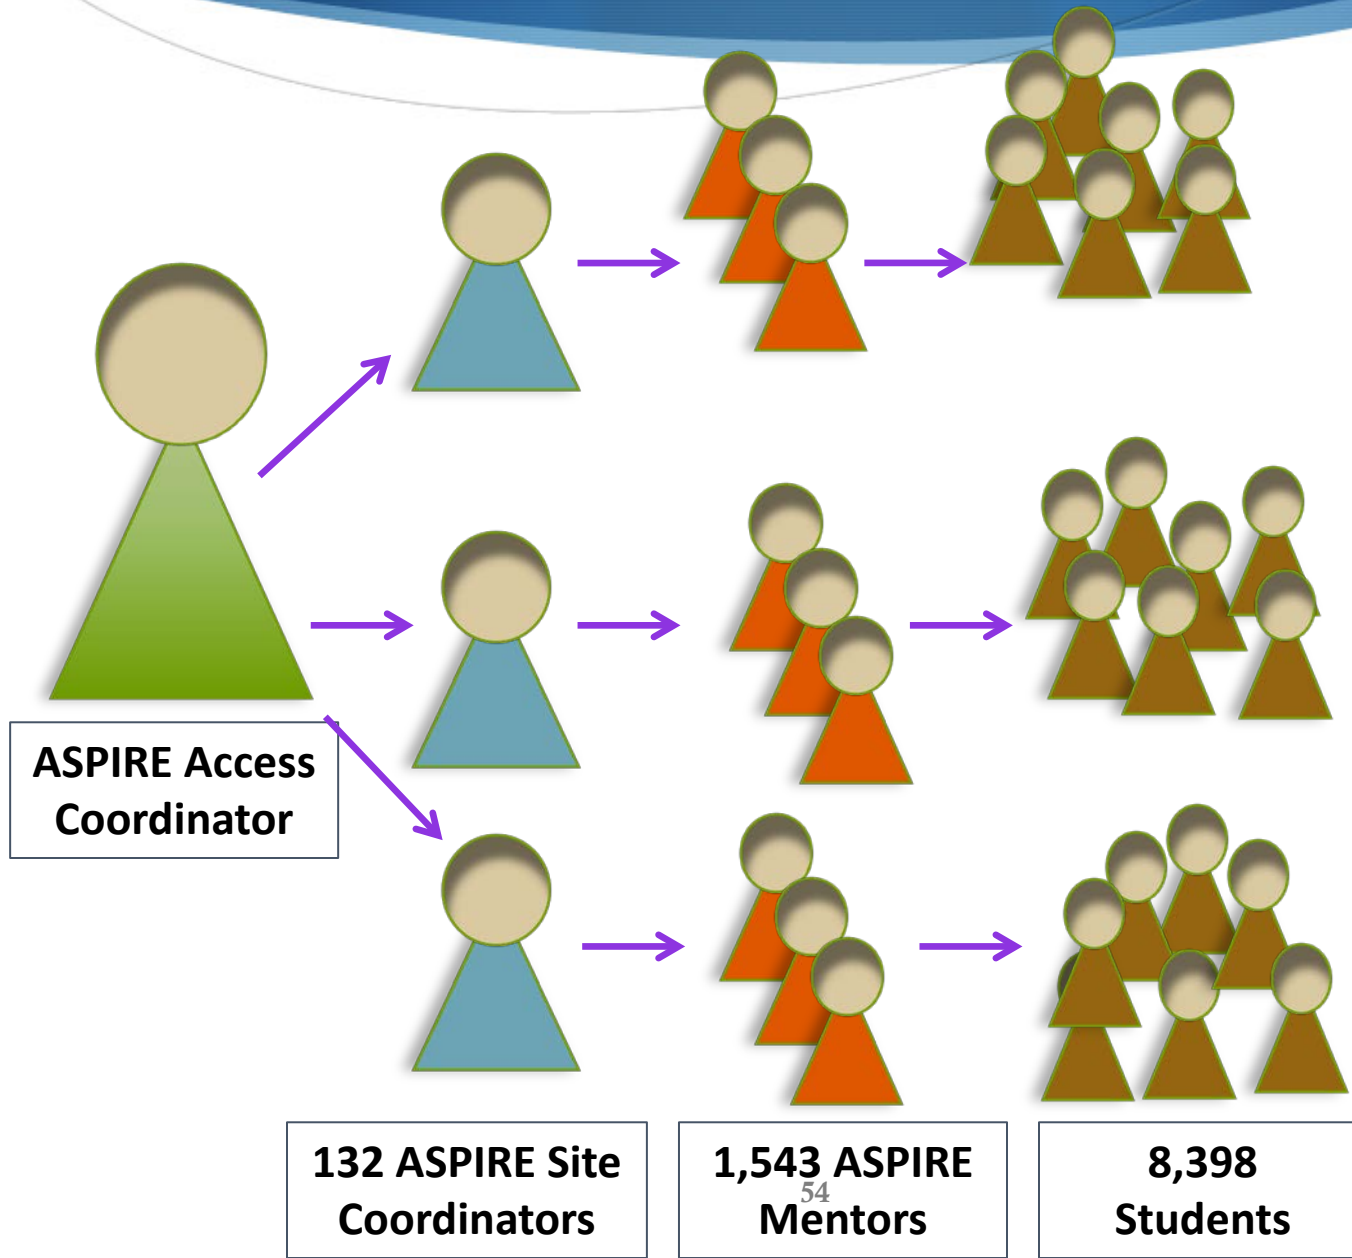 ASPIRE Access
Coordinator
132 ASPIRE Site
Coordinators
1,543 ASPIRE
Mentors
54
8,398
Students